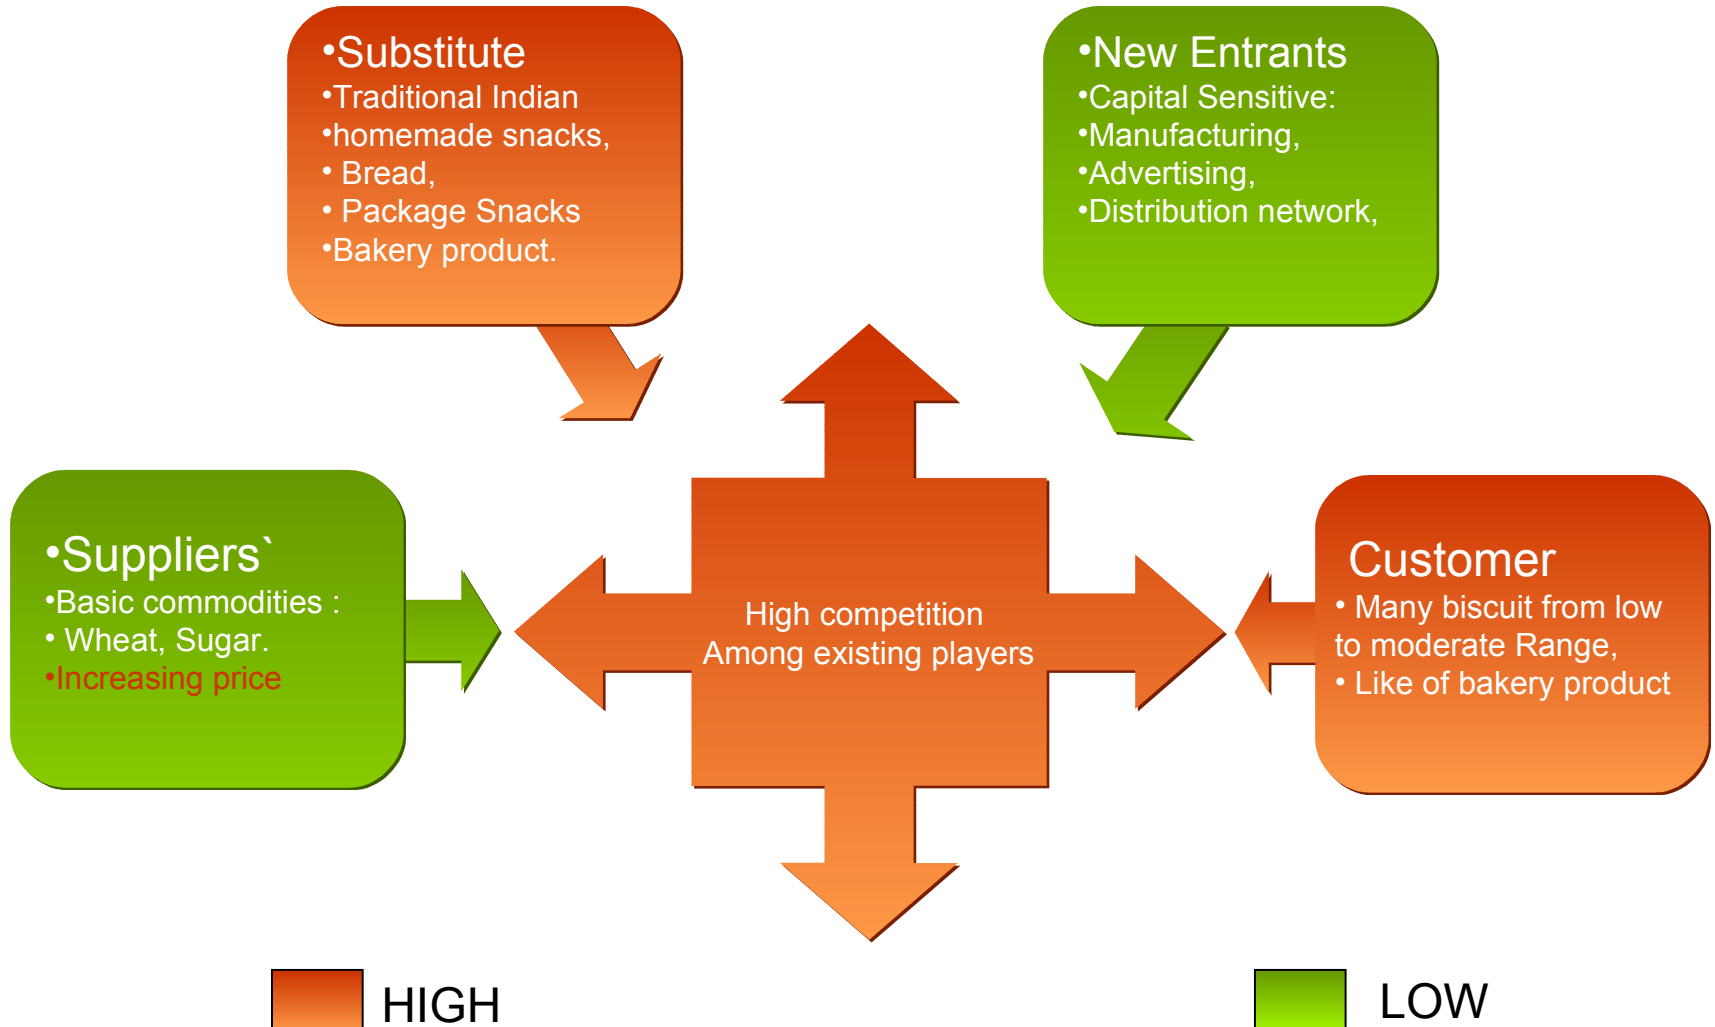 •Substitute
•Traditional Indian
•homemade snacks,
• Bread,
• Package Snacks
•Bakery product.
•New Entrants
•Capital Sensitive:
•Manufacturing,
•Advertising,
•Distribution network,
•Suppliers`
•Basic commodities :
• Wheat, Sugar.
•Increasing price
High competition
Among existing players
Customer
• Many biscuit from low
to moderate Range,
• Like of bakery product
HIGH
LOW